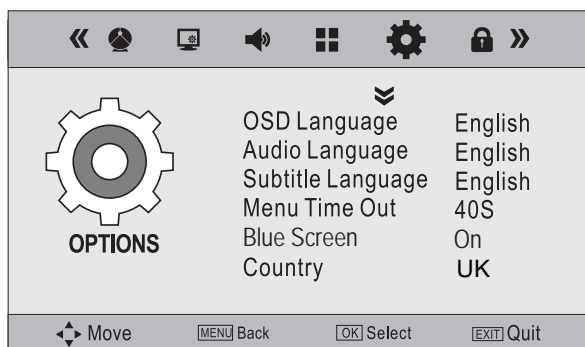 OSD Language English
Audio Language English
Subtitle Language English
Menu Time Out 40S
Blue Screen On
Country UK
OPTIONS
Move MENU Back OK Select EXIT Quit